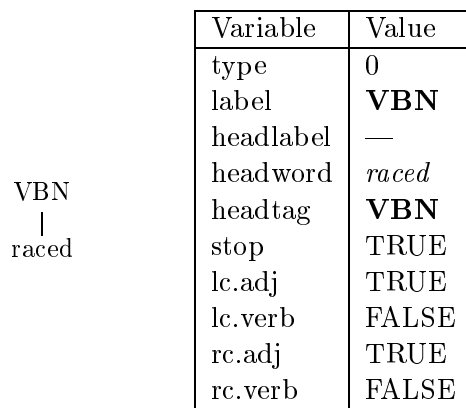 VBN
raced
Variable Value
type 0
label VBN
headlabel —
headword raced
headtag VBN
stop TRUE
lc.adj TRUE
lc.verb FALSE
rc.adj TRUE
rc.verb FALSE